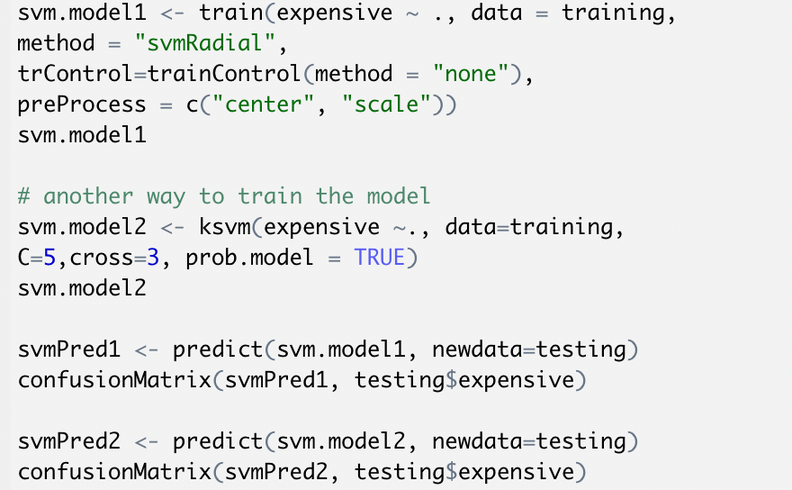 svm.model1 <- train(expensive ~ ., data = training,
method = "svmRadial",
trControl=trainControl(method = "none"),
preProcess = c("center", "scale"))
svm.model1
# another way to train the model
svm.model2 <- ksvm(expensive ~., data=training,
C=5,cross=3, prob.model = TRUE)
svm.model2
svmPred1 <- predict(svm.model1, newdata=testing)
confusionMatrix(svmPred1, testing$expensive)
svmPred2 <- predict(svm.model2, newdata=testing)
confusionMatrix(svmPred2, testing$expensive)